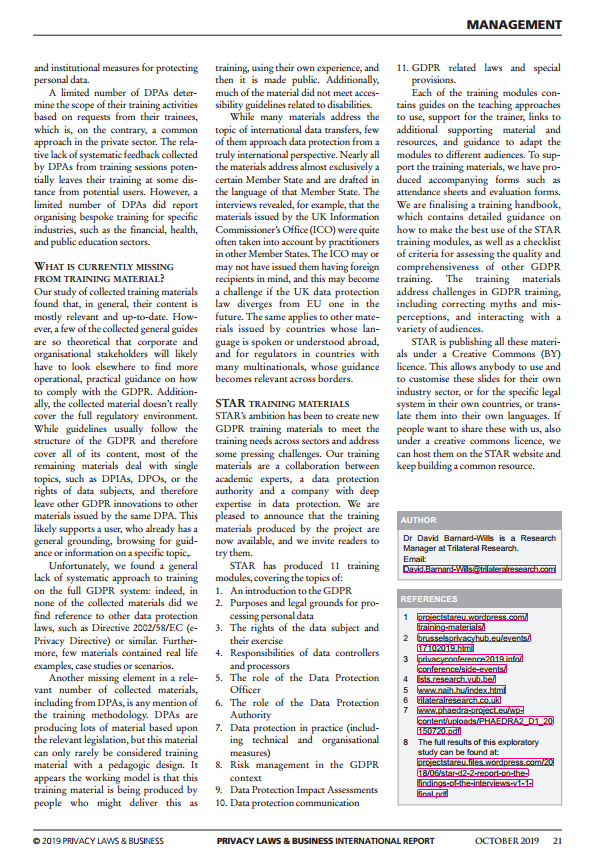 MANAGEMENT
and institutional measures for protecting
personal data.
A limited number of DPAs deter-
mine the scope of their training activities
based on requests from their trainees,
which is, on the contrary, a common
approach in the private sector. The rela-
tive lack of systematic feedback collected
by DPAs from training sessions poten-
tially leaves their training at some dis-
tance from potential users. However, a
limited number of DPAs did report
organising bespoke training for specific
industries, such as the financial, health,
and public education sectors.
WHAT IS CURRENTLY MISSING
FROM TRAINING MATERIAL?
Our study of collected training materials
found that, in general, their content is
mostly relevant and up-to-date. How-
ever, a few of the collected general guides
are so theoretical that corporate and
organisational stakeholders will likely
have to look elsewhere to find more
operational, practical guidance on how
to comply with the GDPR. Addition-
ally, the collected material doesn't really
cover the full regulatory environment.
While guidelines usually follow the
structure of the GDPR and therefore
cover all of its content, most of the
remaining materials deal with single
topics, such as DPIAs, DPOs, or the
rights of data subjects, and therefore
leave other GDPR innovations to other
materials issued by the same DPA. This
likely supports a user, who already has a
general grounding, browsing for guid-
ance or information on a specific topic,.
Unfortunately, we found a general
lack of systematic approach to training
on the full GDPR system: indeed, in
none of the collected materials did we
find reference to other data protection
laws, such as Directive 2002/58/EC (e-
Privacy Directive) or similar. Further-
more, few materials contained real life
examples, case studies or scenarios.
Another missing element in a rele-
vant number of collected materials,
including from DPAs, is any mention of
the training methodology. DPAs are
producing lots of material based upon
the relevant legislation, but this material
can only rarely be considered training
material with a pedagogic design. It
appears the working model is that this
training material is being produced by
people who might deliver this as
training, using their own experience, and
then it is made public. Additionally,
much of the material did not meet acces-
sibility guidelines related to disabilities.
While many materials address the
topic of international data transfers, few
of them approach data protection from a
truly international perspective. Nearly all
the materials address almost exclusively a
certain Member State and are drafted in
the language of that Member State. The
interviews revealed, for example, that the
materials issued by the UK Information
Commissioner's Office (ICO) were quite
often taken into account by practitioners
in other Member States. The ICO may or
may not have issued them having foreign
recipients in mind, and this may become
a challenge if the UK data protection
law diverges from EU one in the
future. The same applies to other mate-
rials issued by countries whose lan-
guage is spoken or understood abroad,
and for regulators in countries with
many multinationals, whose guidance
becomes relevant across borders.
STAR TRAINING MATERIALS
STAR's ambition has been to create new
GDPR training materials to meet the
training needs across sectors and address
some pressing challenges. Our training
materials are a collaboration between
academic experts, a data protection
authority and a company with deep
expertise in data protection. We are
pleased to announce that the training
materials produced by the project are
now available, and we invite readers to
try them.
STAR has produced 11 training
modules, covering the topics of:
1. An introduction to the GDPR
2. Purposes and legal grounds for pro-
cessing personal data
3. The rights of the data subject and
their exercise
4. Responsibilities of data controllers
and processors
5. The role of the Data Protection
Officer
6. The role of the Data Protection
Authority
7. Data protection in practice (includ-
ing technical and organisational
measures)
8. Risk management in the GDPR
context
9. Data Protection Impact Assessments
10. Data protection communication
11. GDPR related laws and special
provisions.
Each of the training modules con-
tains guides on the teaching approaches
to use, support for the trainer, links to
additional supporting material and
resources, and guidance to adapt the
modules to different audiences. To sup-
port the training materials, we have pro-
duced accompanying forms such as
attendance sheets and evaluation forms.
We are finalising a training handbook,
which contains detailed guidance on
how to make the best use of the STAR
training modules, as well as a checklist
of criteria for assessing the quality and
comprehensiveness of other GDPR
training. The training materials
address challenges in GDPR training,
including correcting myths and mis-
perceptions, and interacting with a
variety of audiences.
STAR is publishing all these materi-
als under a Creative Commons (BY)
licence. This allows anybody to use and
to customise these slides for their own
industry sector, or for the specific legal
system in their own countries, or trans-
late them into their own languages. If
people want to share these with us, also
under a creative commons licence, we
can host them on the STAR website and
keep building a common resource.
AUTHOR
Dr David Barnard-Wills is a Research
Manager at Trilateral Research.
Email:
David.Barnard-Wills@trilateralresearch.com
REFERENCES
1 projectstareu.wordpress.com/
training-materials/
2 brusselsprivacyhub.eu/events/
17102019.html
3 privacyconference2019.info/
conference/side-events/
4 lsts.research.vub.be/
5 www.naih.hu/index.html
6 trilateralresearch.co.uk
7 www.phaedra-project.eu/wp-
content/uploads/PHAEDRA2_D1_20
150720.pdf
8 The full results of this exploratory
study can be found at:
projectstareu.files.wordpress.com/20
18/06/star-d2-2-report-on-the-
findings-of-the-interviews-v1-1-
final.pdf
© 2019 PRIVACY LAWS & BUSINESS PRIVACY LAWS & BUSINESS INTERNATIONAL REPORT OCTOBER 2019 21